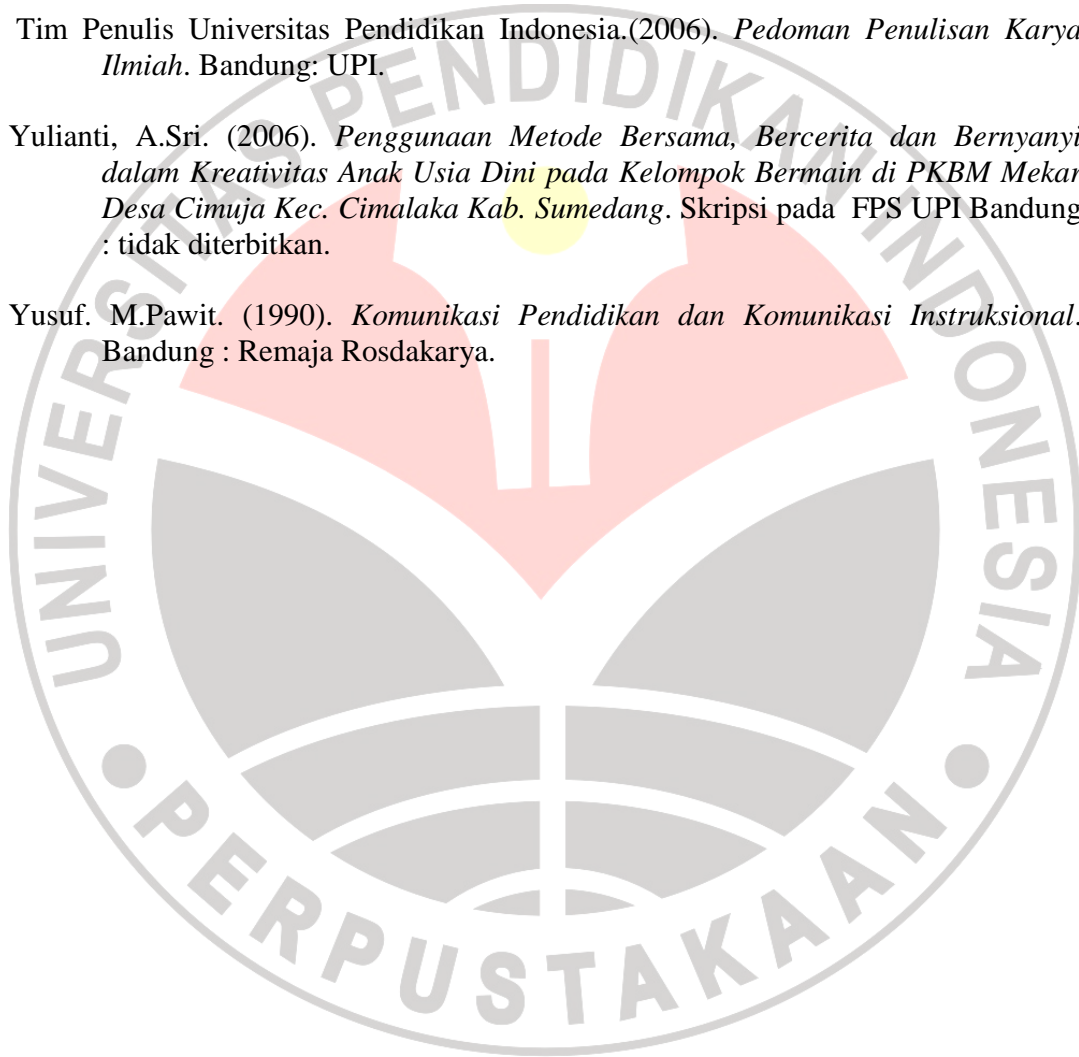 Tim Penulis Universitas Pendidikan Indonesia.(2006). Pedoman Penulisan Karya
Ilmiah. Bandung: UPI.
Yulianti, A.Sri. (2006). Penggunaan Metode Bersama, Bercerita dan Bernyanyi
dalam Kreativitas Anak Usia Dini pada Kelompok Bermain di PKBM Mekar
Desa Cimuja Kec. Cimalaka Kab. Sumedang. Skripsi pada FPS UPI Bandung
: tidak diterbitkan.
Yusuf. M.Pawit. (1990). Komunikasi Pendidikan dan Komunikasi Instruksional.
Bandung : Remaja Rosdakarya.
UNIVERSITAS PENDIDIKAN INDONESIA
PERPUSTAKAAN